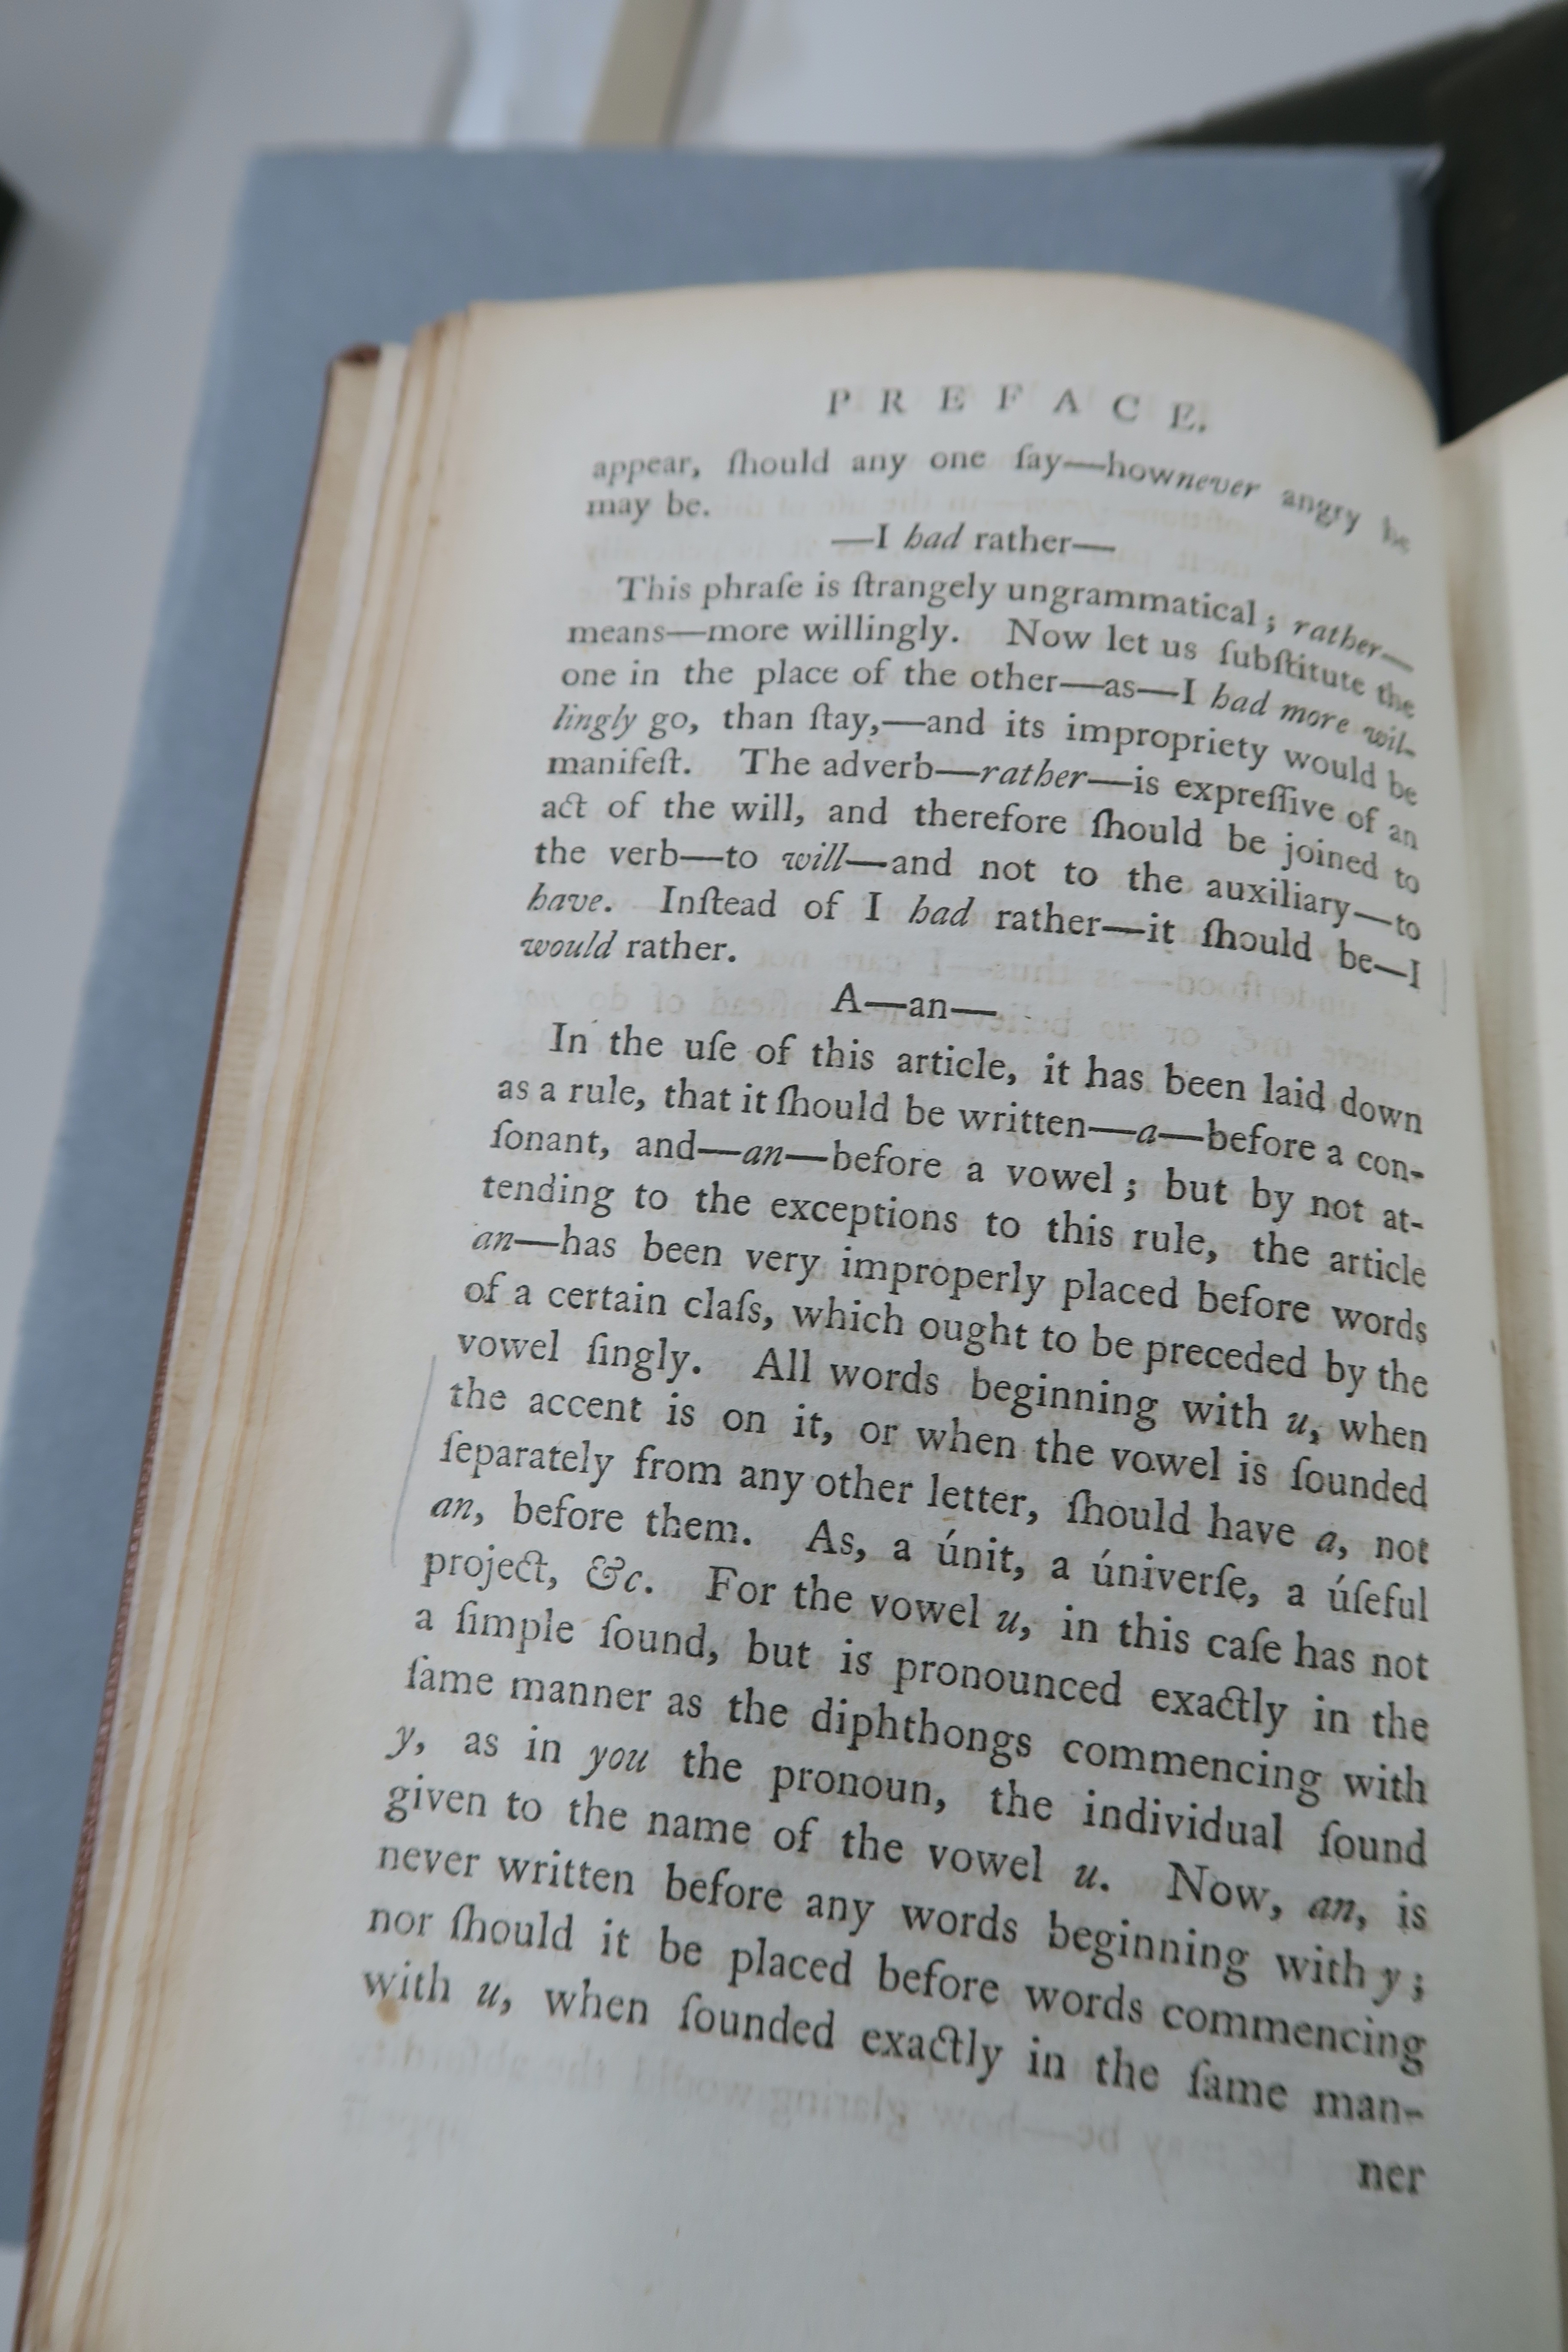 PREFACE.
appear, ſhould any one ſay—hownever angry he
may be.
—I had rather—
This phraſe is ſtrangely ungrammatical; rather—
means—more willingly. Now let us ſubſtitute the
one in the place of the other—as—I had more wil-
lingly go, than ſtay,—and its impropriety would be
manifeſt. The adverb—rather—is expreſſive of an
act of the will, and therefore ſhould be joined to
the verb—to will—and not to the auxiliary—to
have. Inſtead of I had rather—it ſhould be—I
would rather.
A—an—
In the uſe of this article, it has been laid down
as a rule, that it ſhould be written—a—before a con-
ſonant, and—an—before a vowel; but by not at-
tending to the exceptions to this rule, the article
an—has been very improperly placed before words
of a certain claſs, which ought to be preceded by the
vowel ſingly. All words beginning with u, when
the accent is on it, or when the vowel is ſounded
ſeparately from any other letter, ſhould have a, not
an, before them. As, a únit, a úniverſe, a úſeful
project, &c. For the vowel u, in this caſe has not
a ſimple ſound, but is pronounced exactly in the
ſame manner as the diphthongs commencing with
y, as in you the pronoun, the individual ſound
given to the name of the vowel u. Now, an, is
never written before any words beginning with y;
nor ſhould it be placed before words commencing
with u, when ſounded exactly in the ſame man-
ner